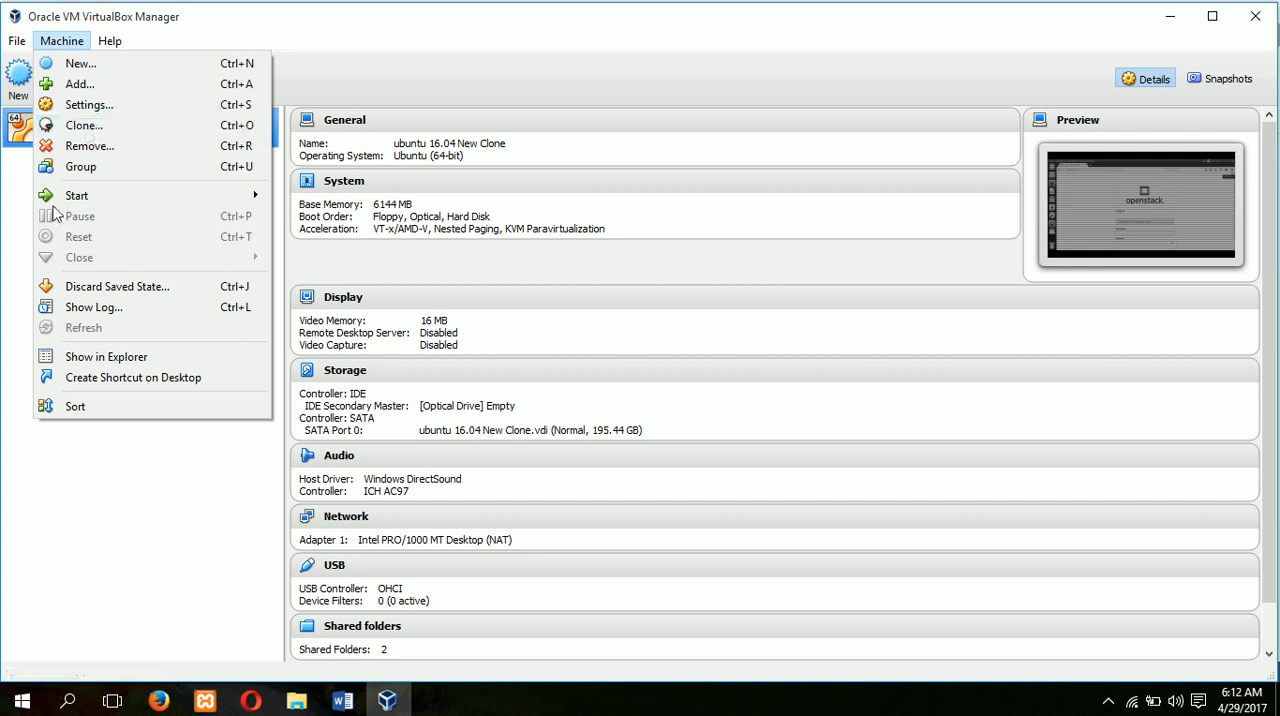 Oracle VM VirtualBox Manager
File Machine Help
New... Ctrl+N
Add... Ctrl+A
Settings... Ctrl+S
Clone... Ctrl+O
Remove... Ctrl+R
Group Ctrl+U
Start
Pause Ctrl+P
Reset Ctrl+T
Close
Discard Saved State... Ctrl+J
Show Log... Ctrl+L
Refresh
Show in Explorer
Create Shortcut on Desktop
Sort
New
64
Details Snapshots
General
Name: ubuntu 16.04 New Clone
Operating System: Ubuntu (64-bit)
System
Base Memory: 6144 MB
Boot Order: Floppy, Optical, Hard Disk
Acceleration: VT-x/AMD-V, Nested Paging, KVM Paravirtualization
Preview
openstack.
Display
Video Memory: 16 MB
Remote Desktop Server: Disabled
Video Capture: Disabled
Storage
Controller: IDE
IDE Secondary Master: [Optical Drive] Empty
Controller: SATA
SATA Port 0: ubuntu 16.04 New Clone.vdi (Normal, 195.44 GB)
Audio
Host Driver: Windows DirectSound
Controller: ICH AC97
Network
Adapter 1: Intel PRO/1000 MT Desktop (NAT)
USB
USB Controller: OHCI
Device Filters: 0 (0 active)
Shared folders
Shared Folders: 2
6:12 AM
4/29/2017